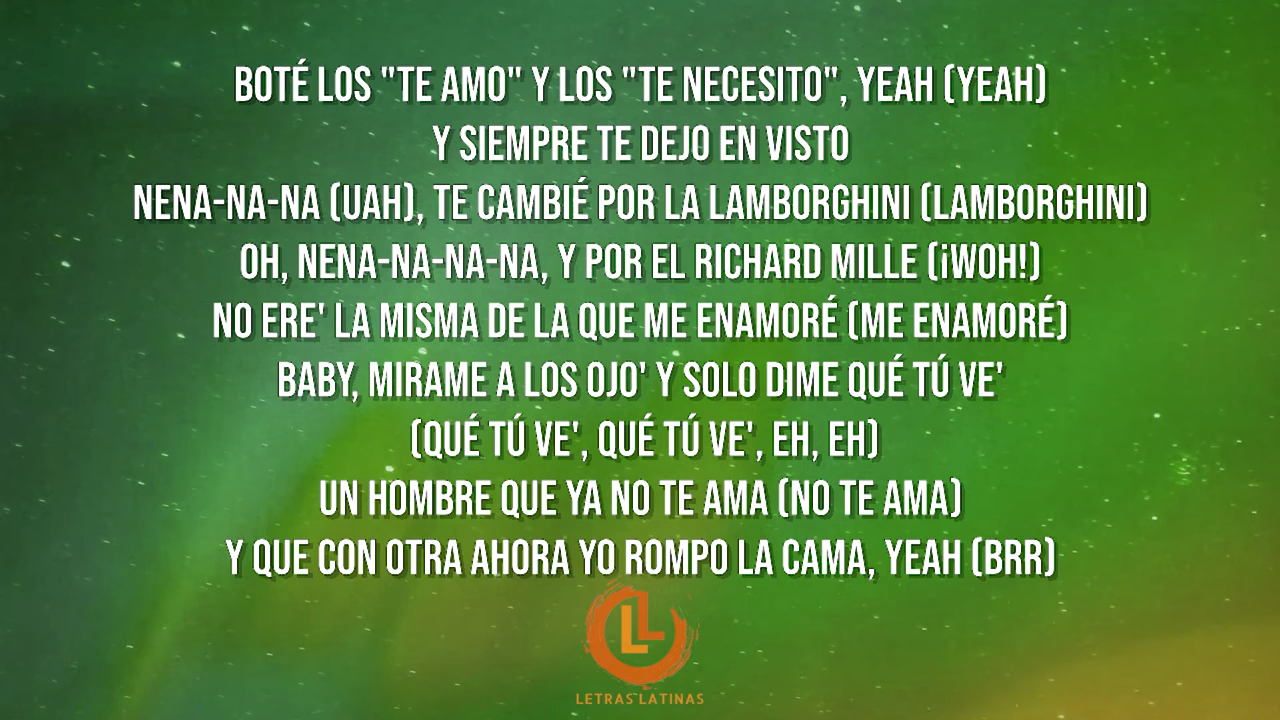 BOTÉ LOS "TE AMO" Y LOS "TE NECESITO", YEAH (YEAH)
Y SIEMPRE TE DEJO EN VISTO
NENA-NA-NA (UAH), TE CAMBIÉ POR LA LAMBORGHINI (LAMBORGHINI)
OH, NENA-NA-NA-NA, Y POR EL RICHARD MILLE (¡WOH!)
NO ERE' LA MISMA DE LA QUE ME ENAMORÉ (ME ENAMORÉ)
BABY, MIRAME A LOS OJO' Y SOLO DIME QUÉ TÚ VE'
(QUÉ TÚ VE', QUÉ TÚ VE', EH, EH)
UN HOMBRE QUE YA NO TE AMA (NO TE AMA)
Y QUE CON OTRA AHORA YO ROMPO LA CAMA, YEAH (BRR)
LL
LETRAS LATINAS